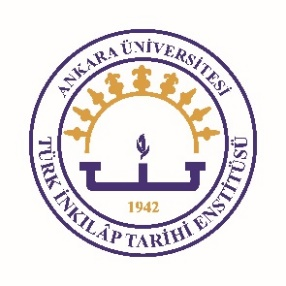 ANKARA ÜNİVERSİTESİ
TÜRK İNKILÂP TARİHİ ENSTİTÜSÜ
1942